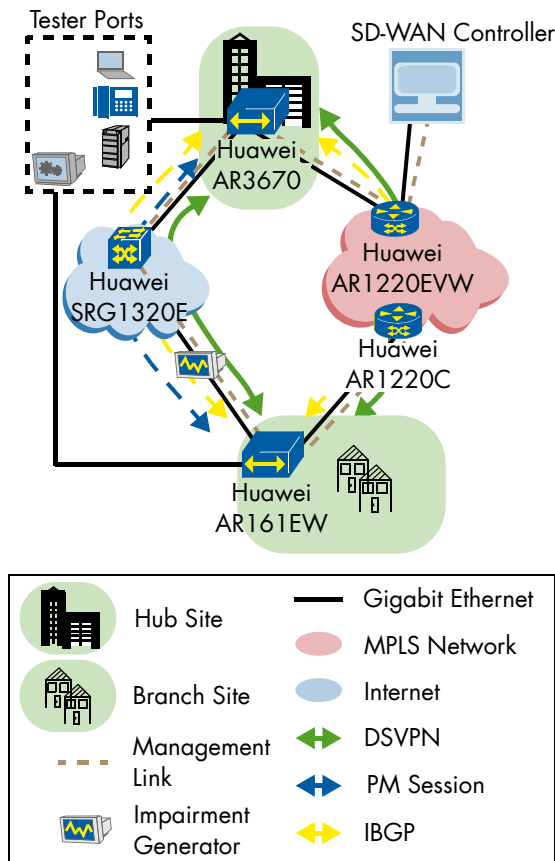 Tester Ports
SD-WAN Controller
Huawei
AR3670
Huawei
SRG1320E
Huawei
AR1220EVW
Huawei
AR1220C
Huawei
AR161EW
Hub Site
Branch Site
Management
Link
Impairment
Generator
Gigabit Ethernet
MPLS Network
Internet
DSVPN
PM Session
IBGP